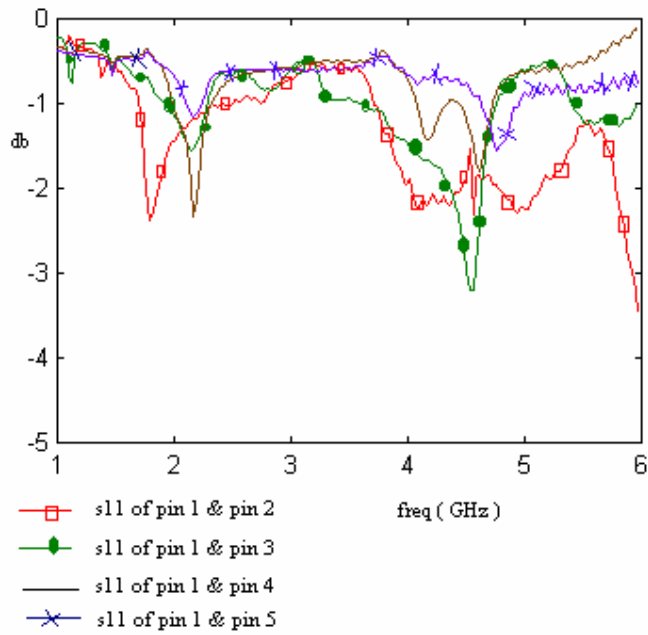 -0
-1
db
-2
-3
-4
-5
1 2 3 4 5 6
freq ( GHz )
s11 of pin 1 & pin 2
s11 of pin 1 & pin 3
s11 of pin 1 & pin 4
s11 of pin 1 & pin 5